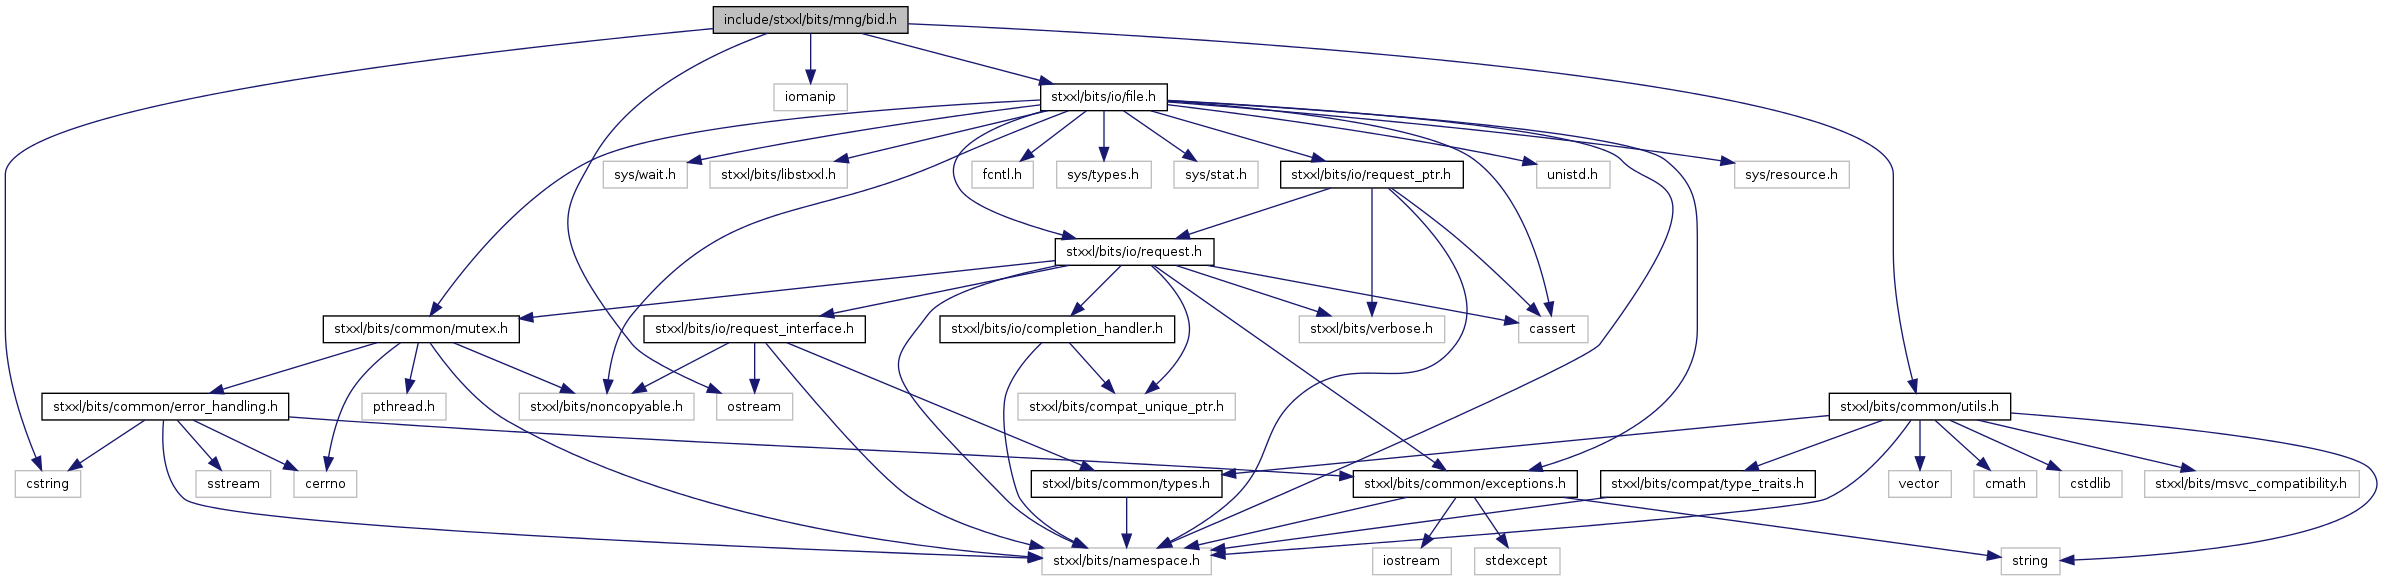 include/stxxl/bits/mng/bid.h
iomanip
stxxl/bits/io/file.h
sys/wait.h
stxxl/bits/libstxxl.h
fcntl.h
sys/types.h
sys/stat.h
stxxl/bits/io/request_ptr.h
unistd.h
sys/resource.h
stxxl/bits/io/request.h
stxxl/bits/common/mutex.h
stxxl/bits/io/request_interface.h
stxxl/bits/io/completion_handler.h
stxxl/bits/verbose.h
cassert
stxxl/bits/common/error_handling.h
pthread.h
stxxl/bits/noncopyable.h
ostream
stxxl/bits/compat_unique_ptr.h
stxxl/bits/common/utils.h
cstring
sstream
cerrno
stxxl/bits/common/types.h
stxxl/bits/common/exceptions.h
stxxl/bits/compat/type_traits.h
vector
cmath
cstdlib
stxxl/bits/msvc_compatibility.h
stxxl/bits/namespace.h
iostream
stdexcept
string